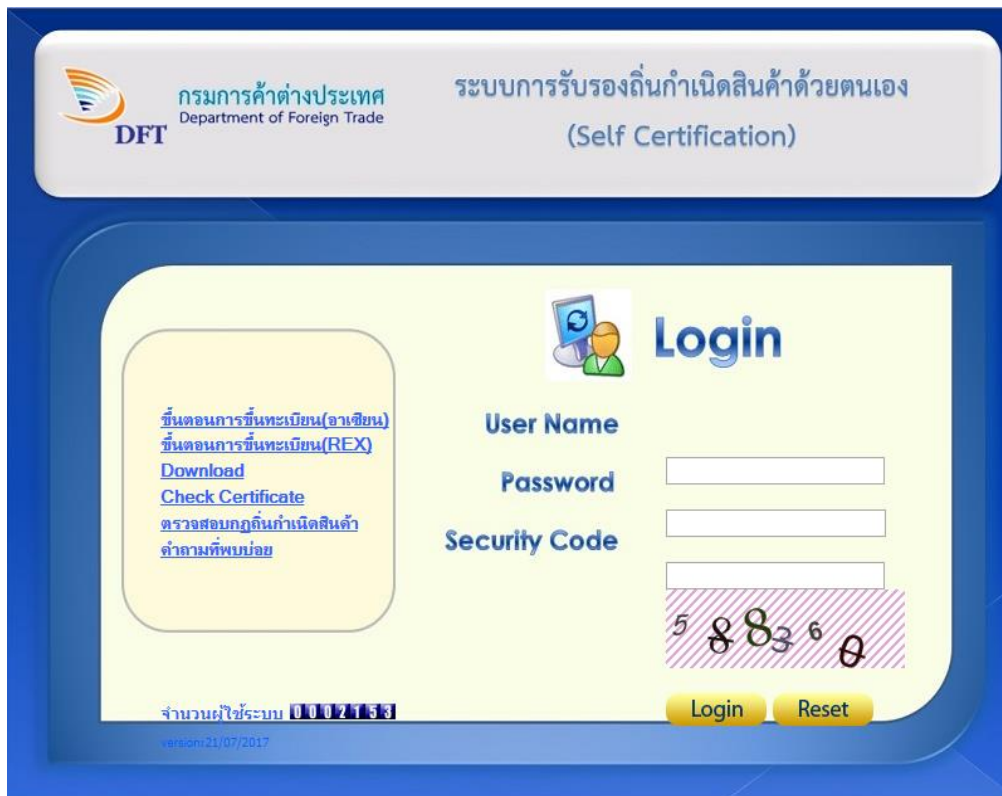 กรมการค้าต่างประเทศ
Department of Foreign Trade
DFT
ระบบการรับรองถิ่นกำเนิดสินค้าด้วยตนเอง
(Self Certification)
Login
ขั้นตอนการขึ้นทะเบียน(อาเซียน)
ขั้นตอนการขึ้นทะเบียน(REX)
Download
Check Certificate
ตรวจสอบกฏถิ่นกำเนิดสินค้า
คำถามที่พบบ่อย
User Name
Password
Security Code
5 8 8 3 6 0
Login Reset
จำนวนผู้ใช้ระบบ 0002153
version:21/07/2017